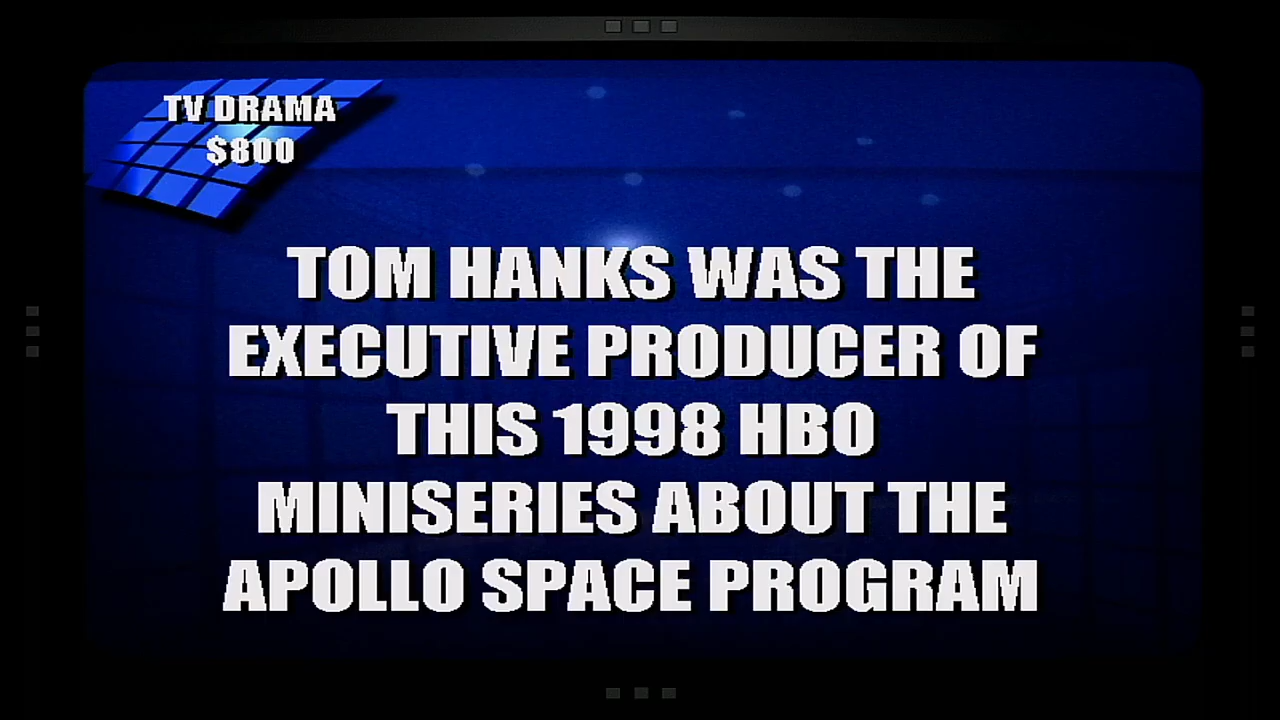 TV DRAMA
$800
TOM HANKS WAS THE
EXECUTIVE PRODUCER OF
THIS 1998 HBO
MINISERIES ABOUT THE
APOLLO SPACE PROGRAM